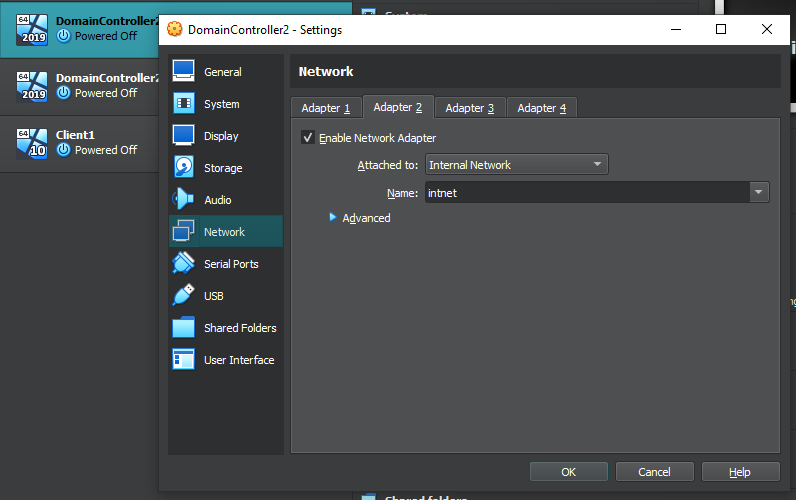 64
2019
DomainController2
Powered Off
64
2019
DomainController2
Powered Off
64
10
Client1
Powered Off
DomainController2 - Settings
General
System
Display
Storage
Audio
Network
Serial Ports
USB
Shared Folders
User Interface
Network
Adapter 1
Adapter 2
Adapter 3
Adapter 4
Enable Network Adapter
Attached to: Internal Network
Name: intnet
Advanced
OK
Cancel
Help
Shared folders